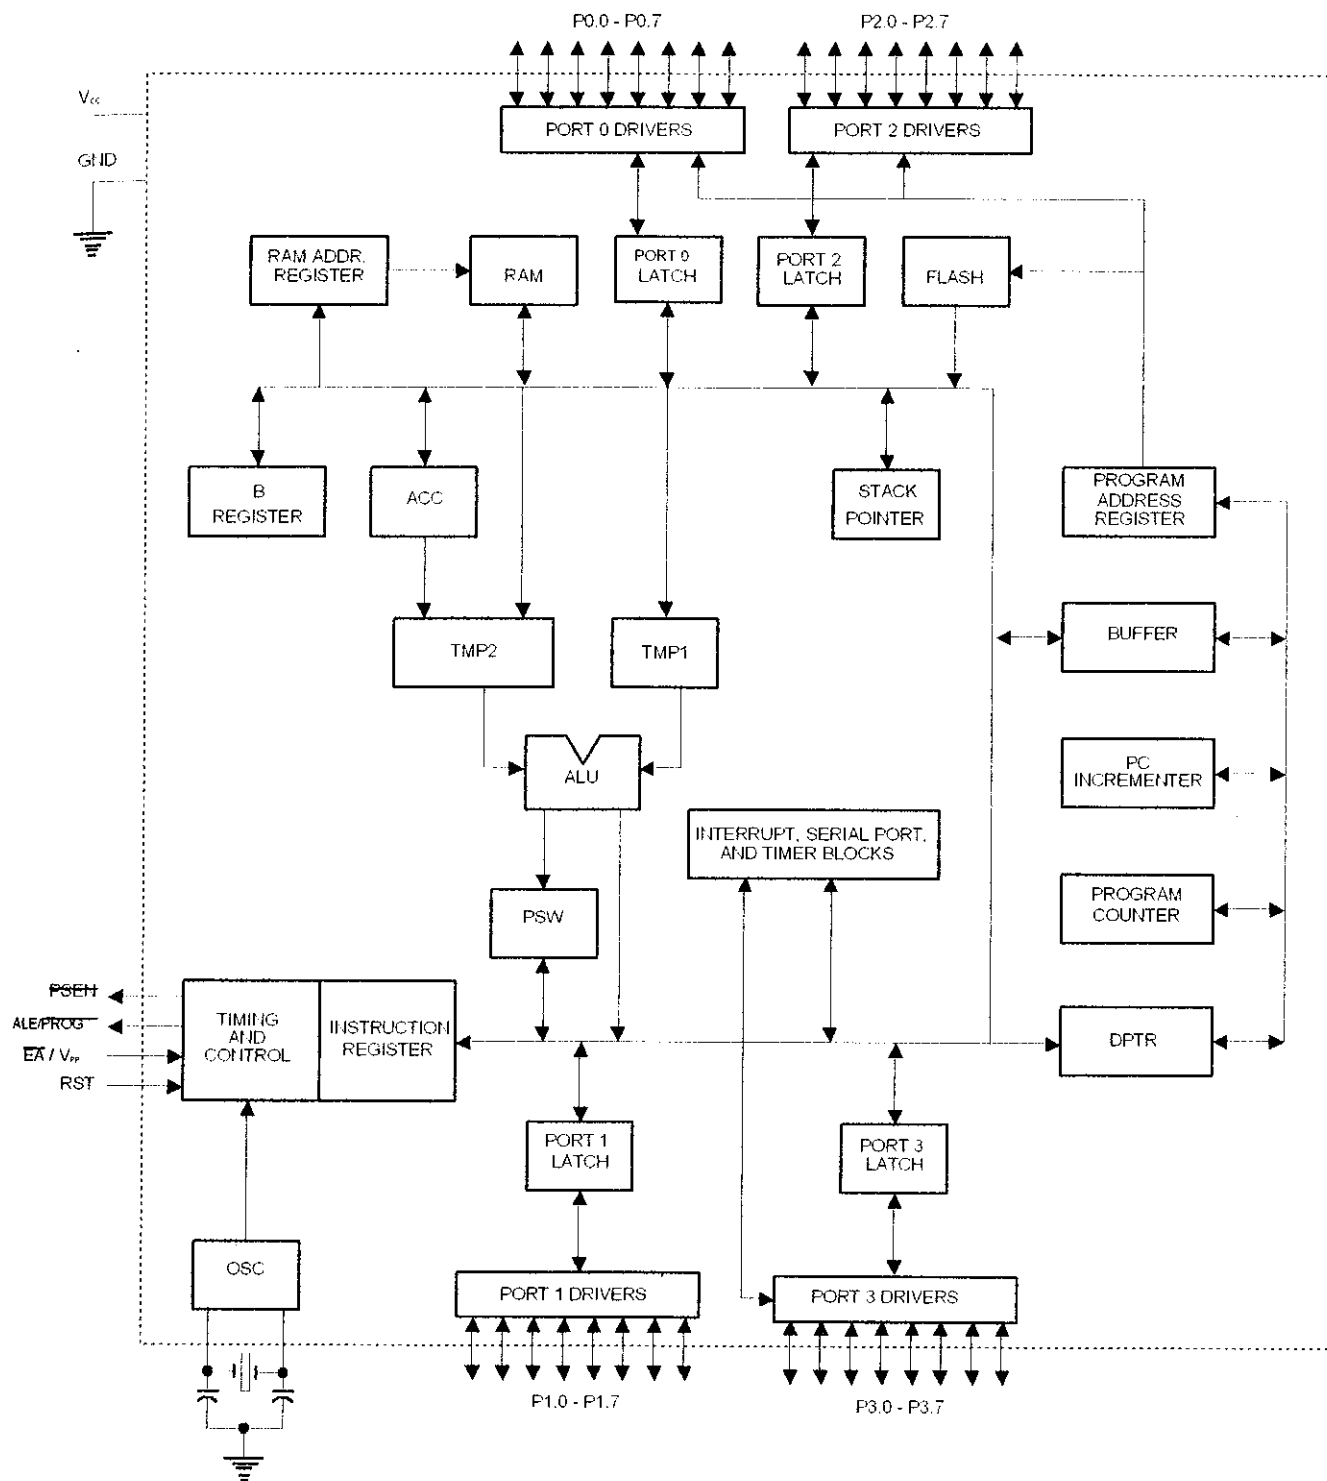 P0.0 - P0.7
P2.0 - P2.7
Vcc
PORT 0 DRIVERS
PORT 2 DRIVERS
GND
RAM ADDR.
REGISTER
RAM
PORT 0
LATCH
PORT 2
LATCH
FLASH
B
REGISTER
ACC
STACK
POINTER
PROGRAM
ADDRESS
REGISTER
TMP2
TMP1
BUFFER
ALU
PC
INCREMENTER
INTERRUPT, SERIAL PORT,
AND TIMER BLOCKS
PSW
PROGRAM
COUNTER
PSEN
ALE/PROG
EA / VPP
RST
TIMING
AND
CONTROL
INSTRUCTION
REGISTER
DPTR
PORT 1
LATCH
PORT 3
LATCH
OSC
PORT 1 DRIVERS
PORT 3 DRIVERS
P1.0 - P1.7
P3.0 - P3.7